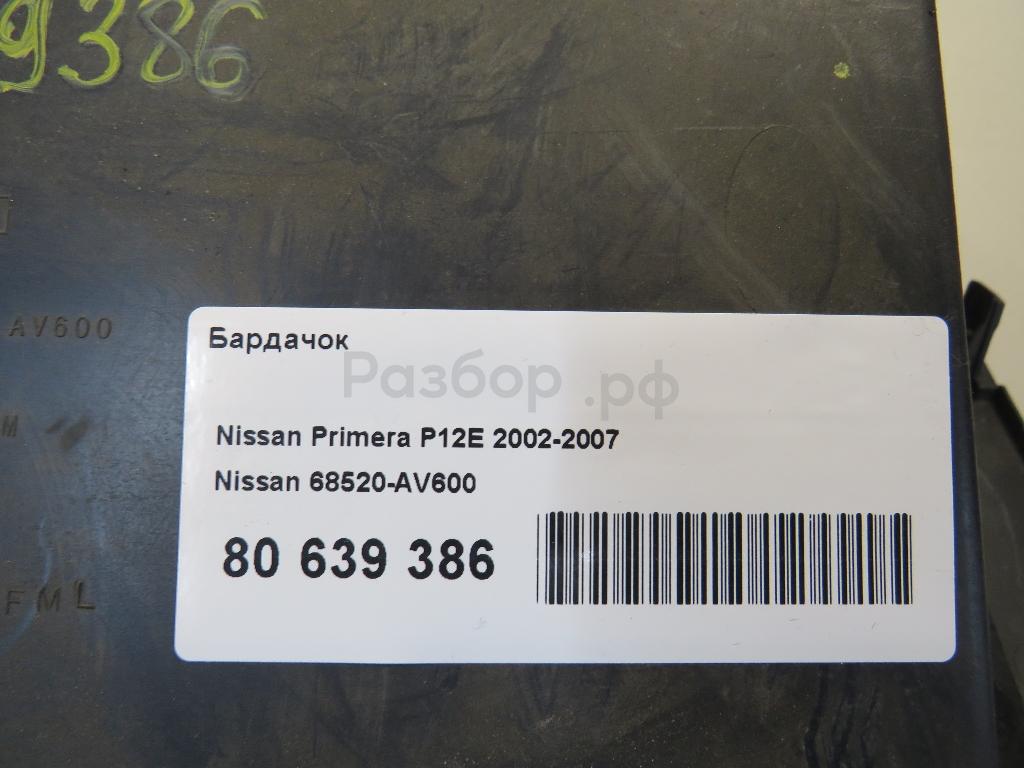 9386
AV600
M
FML
Бардачок
Разбор.рф
Nissan Primera P12E 2002-2007
Nissan 68520-AV600
80 639 386